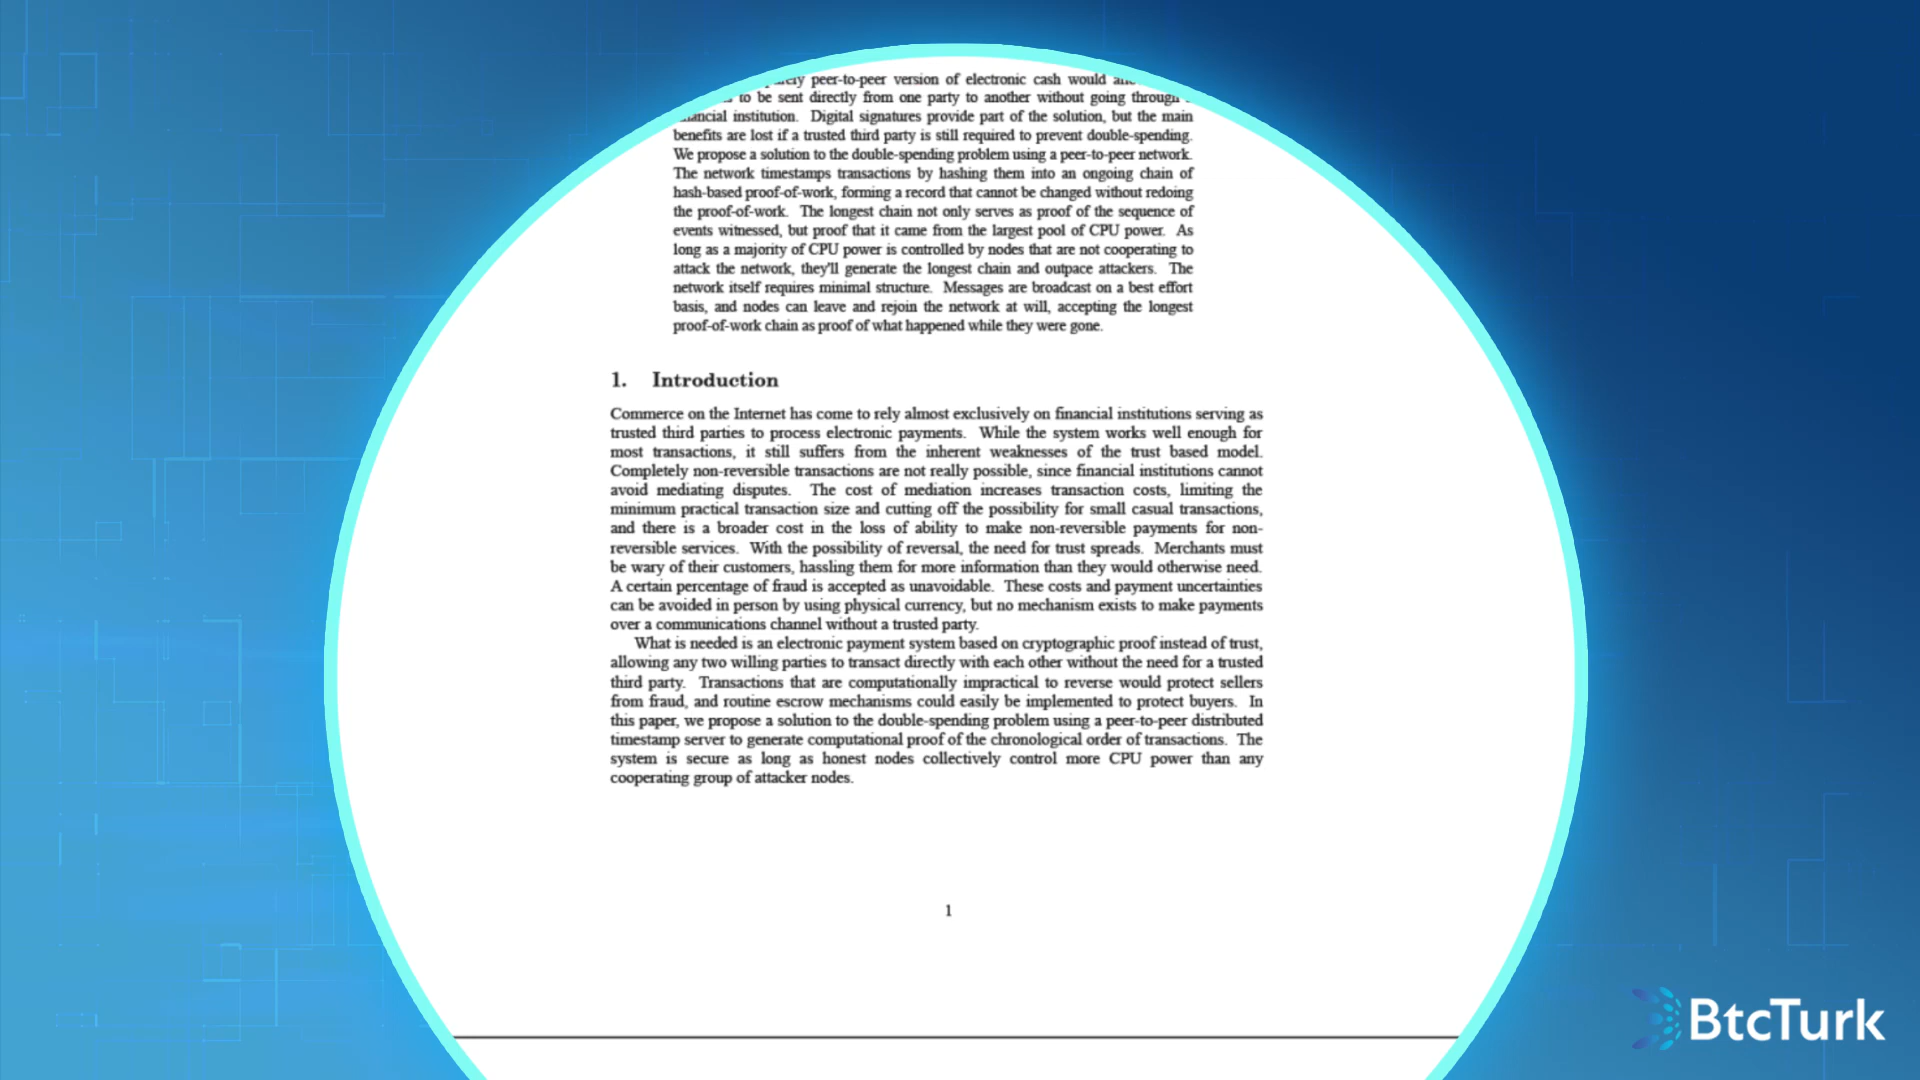 peer-to-peer version of electronic cash would
to be sent directly from one party to another without going through
institution. Digital signatures provide part of the solution, but the main
benefits are lost if a trusted third party is still required to prevent double-spending.
We propose a solution to the double-spending problem using a peer-to-peer network.
The network timestamps transactions by hashing them into an ongoing chain of
hash-based proof-of-work, forming a record that cannot be changed without redoing
the proof-of-work. The longest chain not only serves as proof of the sequence of
events witnessed, but proof that it came from the largest pool of CPU power. As
long as a majority of CPU power is controlled by nodes that are not cooperating to
attack the network, they'll generate the longest chain and outpace attackers. The
network itself requires minimal structure. Messages are broadcast on a best effort
basis, and nodes can leave and rejoin the network at will, accepting the longest
proof-of-work chain as proof of what happened while they were gone.
1. Introduction
Commerce on the Internet has come to rely almost exclusively on financial institutions serving as
trusted third parties to process electronic payments. While the system works well enough for
most transactions, it still suffers from the inherent weaknesses of the trust based model.
Completely non-reversible transactions are not really possible, since financial institutions cannot
avoid mediating disputes. The cost of mediation increases transaction costs, limiting the
minimum practical transaction size and cutting off the possibility for small casual transactions,
and there is a broader cost in the loss of ability to make non-reversible payments for non-
reversible services. With the possibility of reversal, the need for trust spreads. Merchants must
be wary of their customers, hassling them for more information than they would otherwise need.
A certain percentage of fraud is accepted as unavoidable. These costs and payment uncertainties
can be avoided in person by using physical currency, but no mechanism exists to make payments
over a communications channel without a trusted party.
What is needed is an electronic payment system based on cryptographic proof instead of trust,
allowing any two willing parties to transact directly with each other without the need for a trusted
third party. Transactions that are computationally impractical to reverse would protect sellers
from fraud, and routine escrow mechanisms could easily be implemented to protect buyers. In
this paper, we propose a solution to the double-spending problem using a peer-to-peer distributed
timestamp server to generate computational proof of the chronological order of transactions. The
system is secure as long as honest nodes collectively control more CPU power than any
cooperating group of attacker nodes.
1
BtcTurk